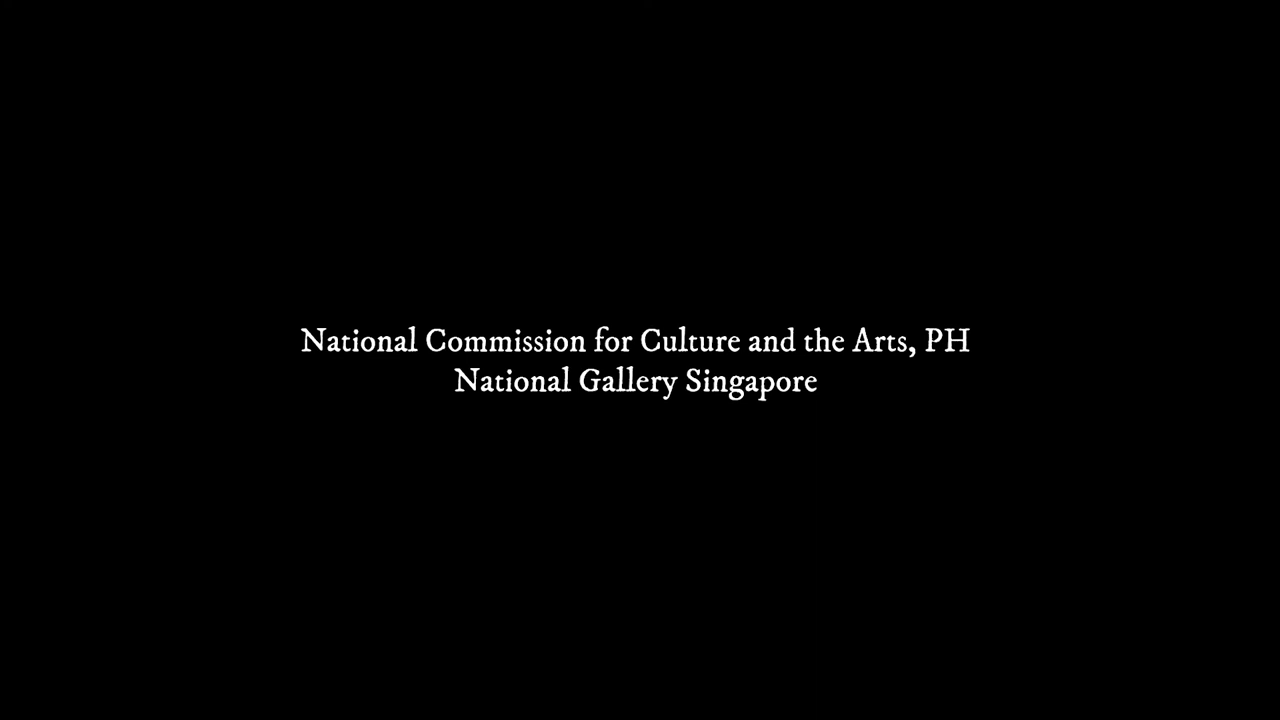 National Commission for Culture and the Arts, PH
National Gallery Singapore